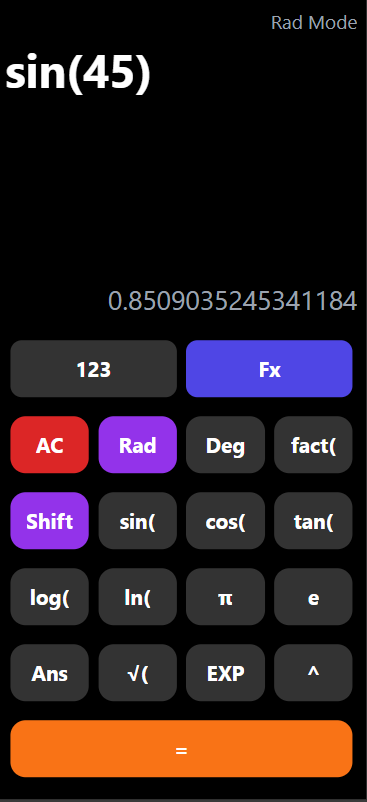 Rad Mode
sin(45)
0.8509035245341184
123 Fx
AC Rad Deg fact(
Shift sin( cos( tan(
log( ln( π e
Ans √( EXP ^
=